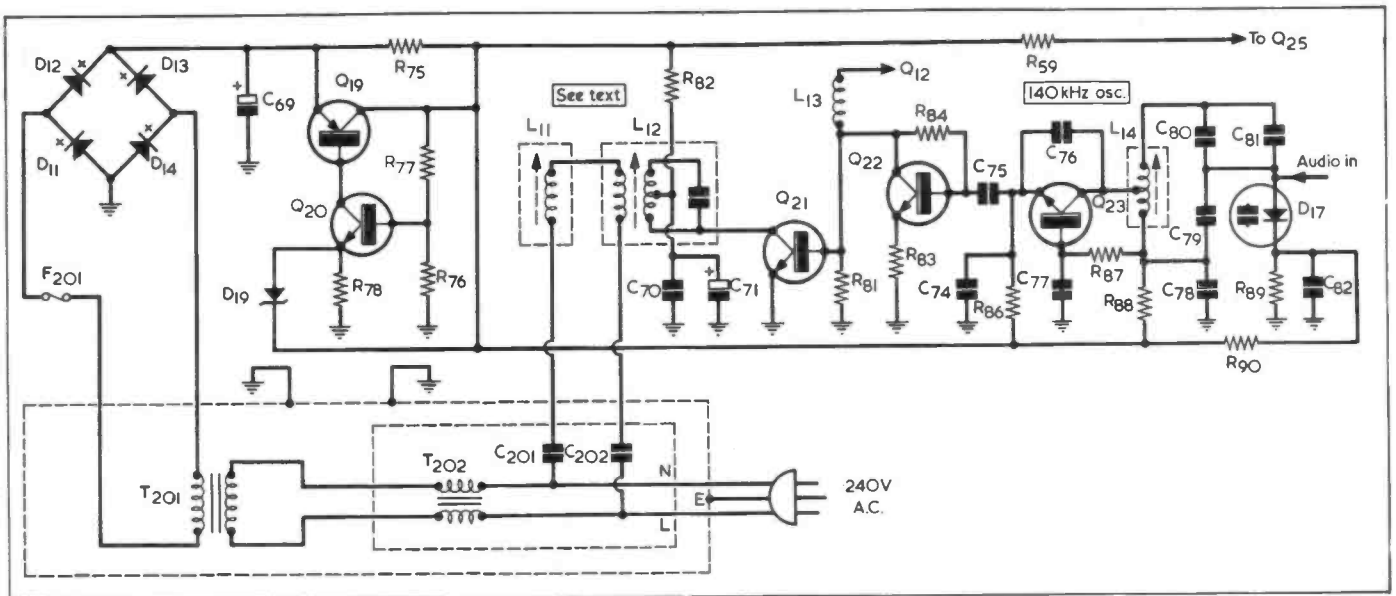 D12
D13
D11
D14
C69
R75
Q19
R77
Q20
D19
R78
R76
F201
See text
L11
L12
R82
C70
C71
Q21
L13
Q12
R81
Q22
R84
R83
C75
140kHz osc.
C76
Q23
L14
C80
C81
Audio in
D17
C79
C74
R86
C77
R87
R88
C78
R89
C82
R90
R59
To Q25
T201
T202
C201
C202
N
E
L
240V
A.C.